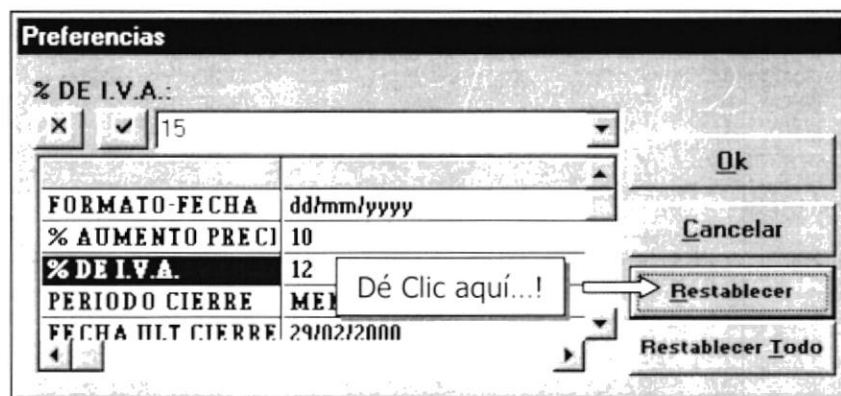 Preferencias
% DE I.V.A.:
15
FORMATO-FECHA dd/mm/yyyy
% AUMENTO PRECI 10
% DE I.V.A. 12
PERIODO CIERRE
FECHA ULT CIERRE 29/02/2000
Dé Clic aquí...!
Ok
Cancelar
Restablecer
Restablecer Todo